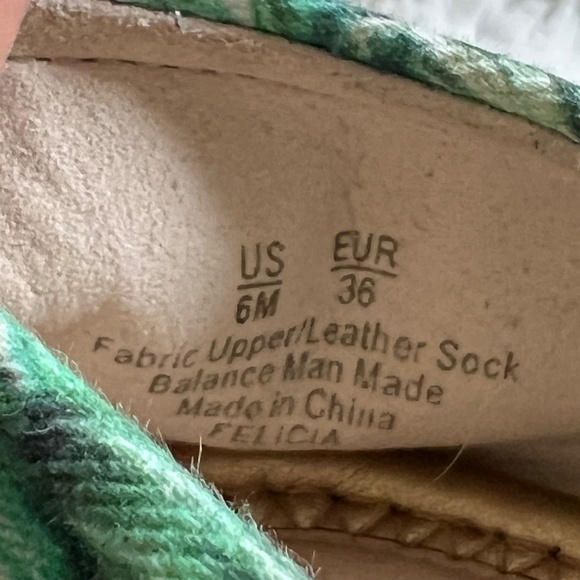 US EUR
6M 36
Fabric Upper/Leather Sock
Balance Man Made
Made in China
FELICIA